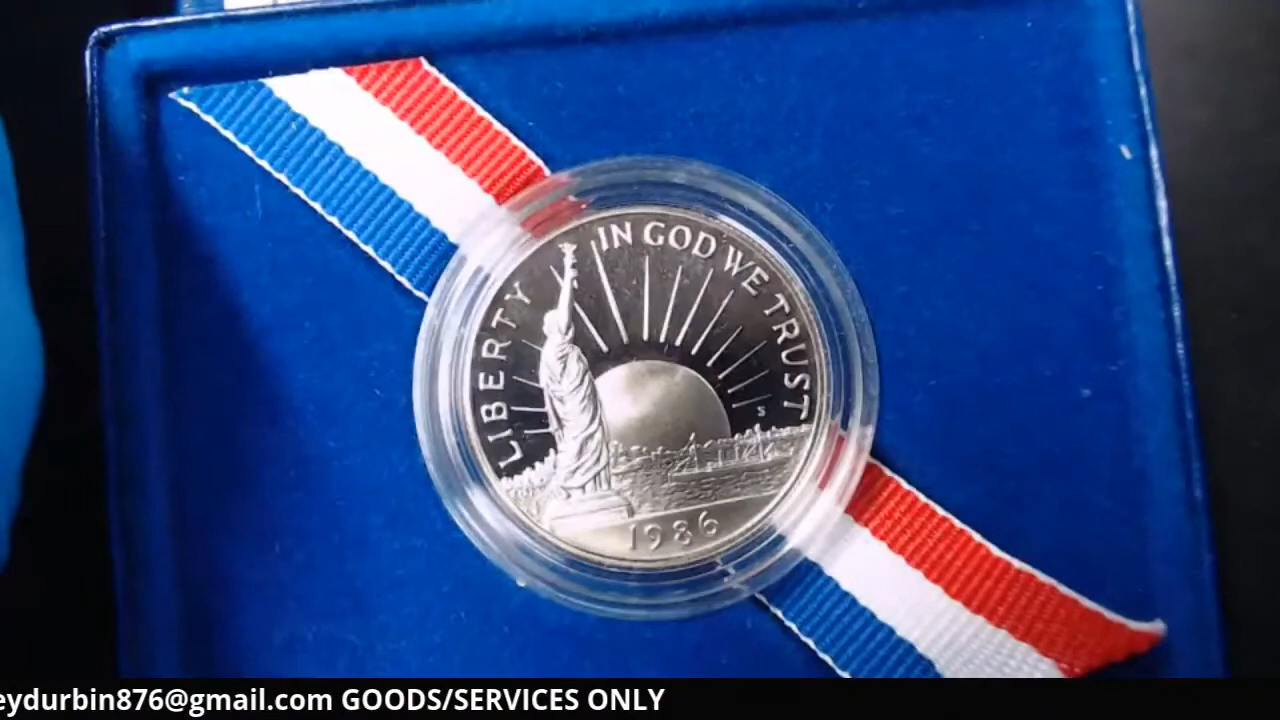 LIBERTY
IN GOD WE TRUST
S
1986
eydurbin876@gmail.com GOODS/SERVICES ONLY